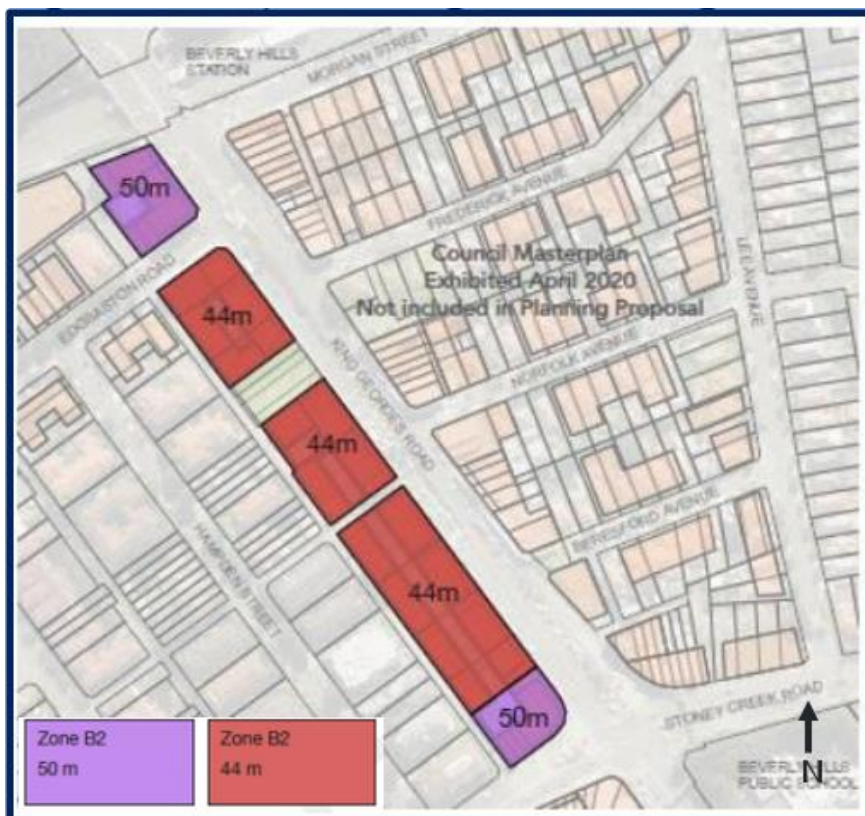 BEVERLY HILLS
STATION
MORGAN STREET
50m
FREDERICK AVENUE
EDGBASTON ROAD
Council Masterplan
Exhibited April 2020
Not included in Planning Proposal
LEE AVENUE
44m
KING GEORGES ROAD
NORFOLK AVENUE
44m
BERESFORD AVENUE
HAMPDEN STREET
44m
50m
STONEY CREEK ROAD
Zone B2
50 m
Zone B2
44 m
BEVERLY HILLS
PUBLIC SCHOOL
N